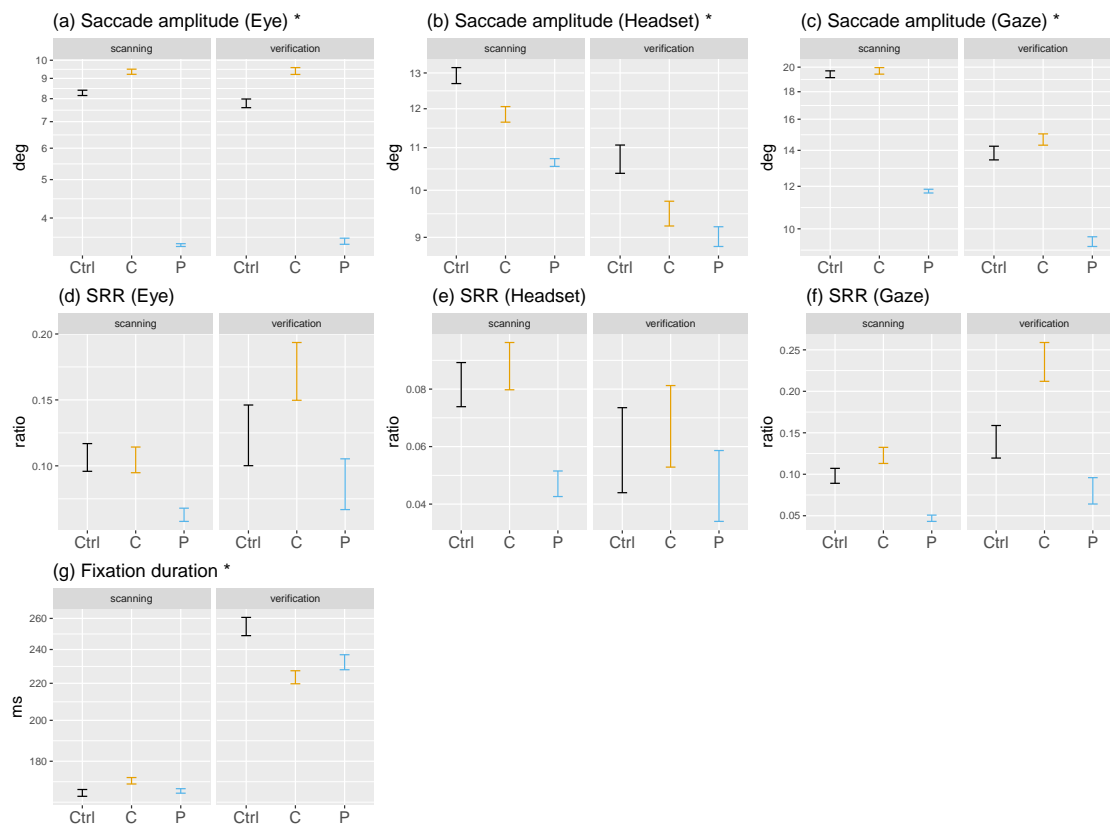 (a) Saccade amplitude (Eye) *
scanning
verification
10
9
8
7
4
deg
Ctrl C P
Ctrl C P
(b) Saccade amplitude (Headset) *
scanning
verification
13
12
11
10
9
deg
Ctrl C P
Ctrl C P
(c) Saccade amplitude (Gaze) *
scanning
verification
20
18
16
14
12
10
deg
Ctrl C P
Ctrl C P
(d) SRR (Eye)
scanning
verification
0.20
0.15
0.10
ratio
Ctrl C P
Ctrl C P
(e) SRR (Headset)
scanning
verification
0.08
0.06
0.04
ratio
Ctrl C P
Ctrl C P
(f) SRR (Gaze)
scanning
verification
0.25
0.20
0.15
0.10
0.05
ratio
Ctrl C P
Ctrl C P
(g) Fixation duration *
scanning
verification
260
240
220
200
180
ms
Ctrl C P
Ctrl C P